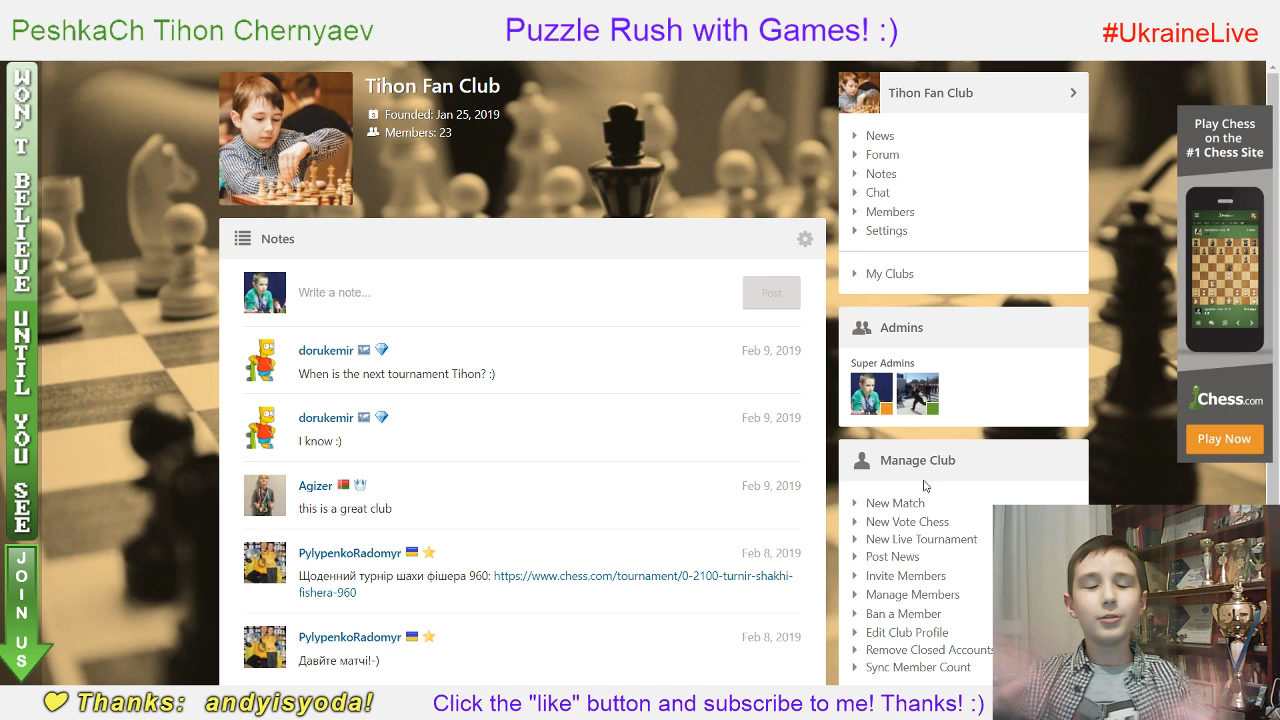 PeshkaCh Tihon Chernyaev
Puzzle Rush with Games! :)
#UkraineLive
WON'T BELIEVE UNTIL YOU SEE
JOIN US
Tihon Fan Club
Founded: Jan 25, 2019
Members: 23
Notes
Write a note...
Post
dorukemir
Feb 9, 2019
When is the next tournament Tihon? :)
dorukemir
Feb 9, 2019
I know :)
Agizer
Feb 9, 2019
this is a great club
PylypenkoRadomyr
Feb 8, 2019
Щоденний турнір шахи фішера 960: https://www.chess.com/tournament/0-2100-turnir-shakhi-
fishera-960
PylypenkoRadomyr
Feb 8, 2019
Давйте матчі!-)
Tihon Fan Club
News
Forum
Notes
Chat
Members
Settings
My Clubs
Admins
Super Admins
Manage Club
New Match
New Vote Chess
New Live Tournament
Post News
Invite Members
Manage Members
Ban a Member
Edit Club Profile
Remove Closed Accounts
Sync Member Count
Play Chess
on the
#1 Chess Site
Chess.com
Play Now
Thanks: andyisyoda!
Click the "like" button and subscribe to me! Thanks! :)